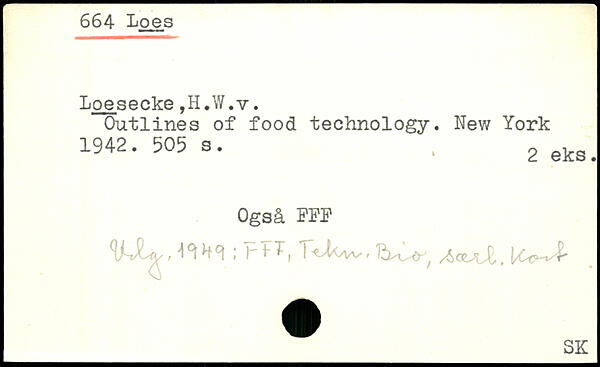 664 Loes
Loesecke,H.W.v.
Outlines of food technology. New York
1942. 505 s.
2 eks.
Også FFF
Udg. 1949: FFF, Tekn. Bio, særl. Kort
SK